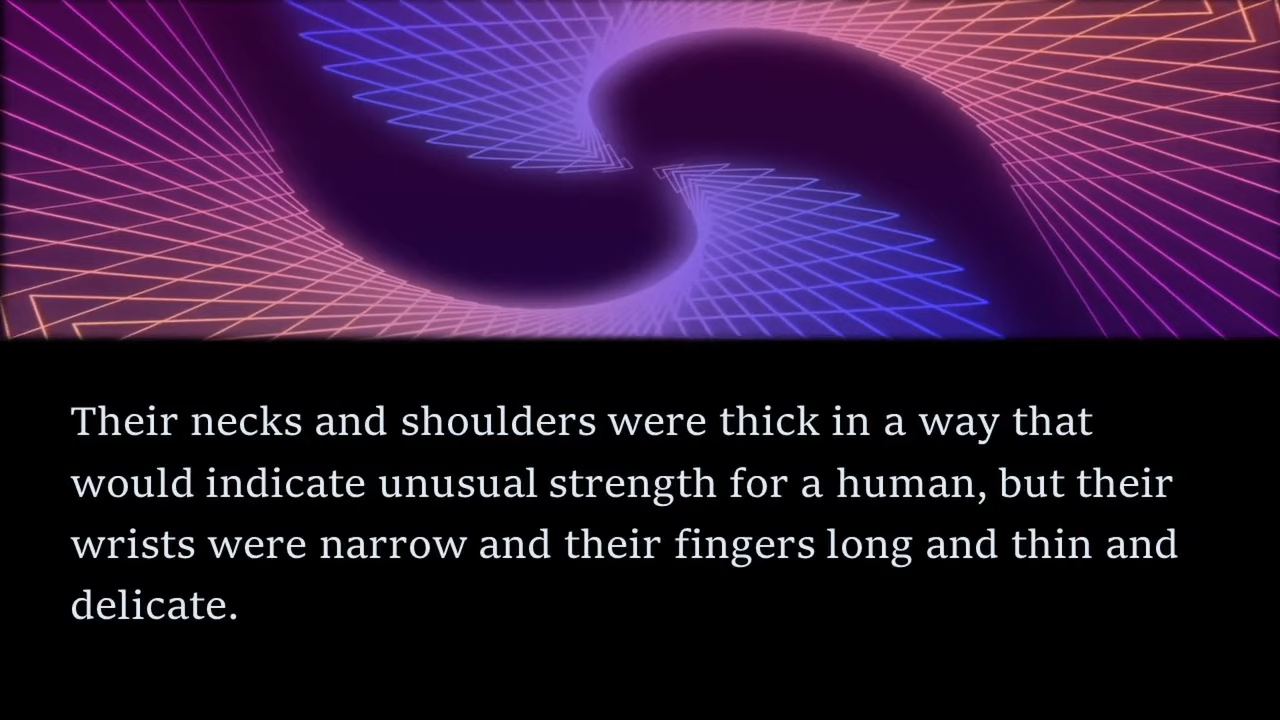 Their necks and shoulders were thick in a way that
would indicate unusual strength for a human, but their
wrists were narrow and their fingers long and thin and
delicate.